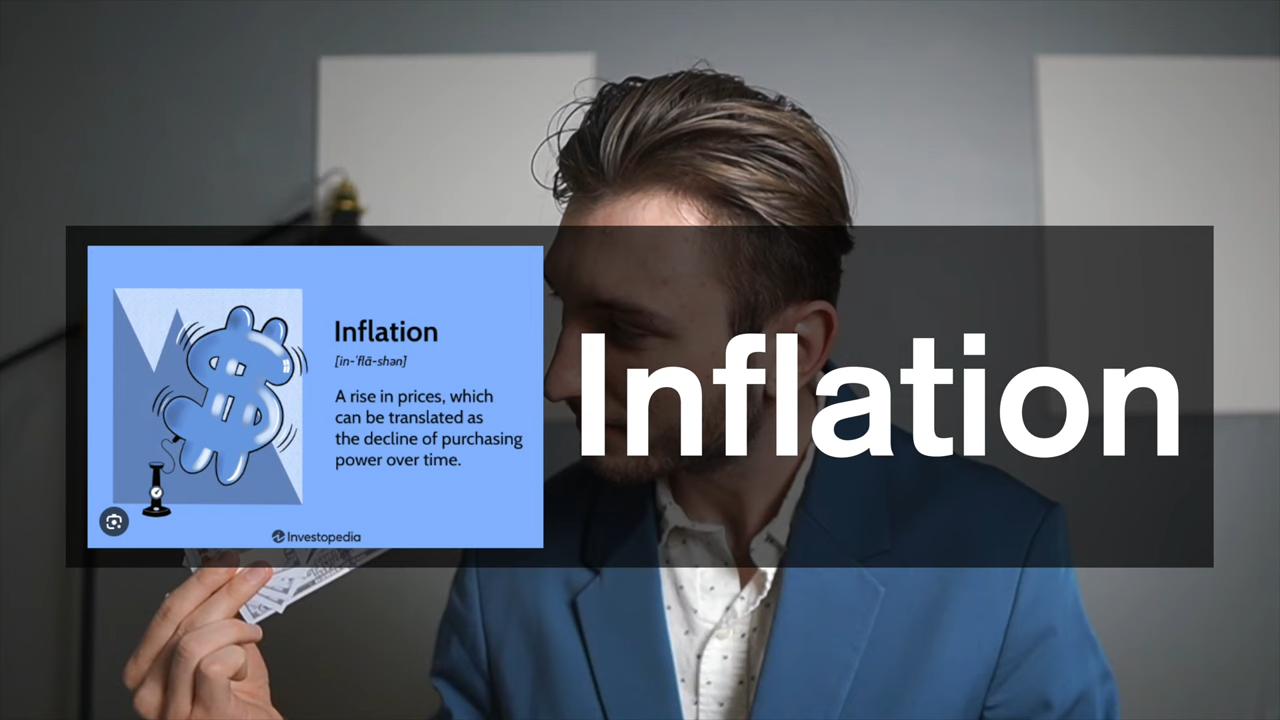 Inflation
[in-ˈflā-shən]
A rise in prices, which
can be translated as
the decline of purchasing
power over time.
Investopedia
Inflation